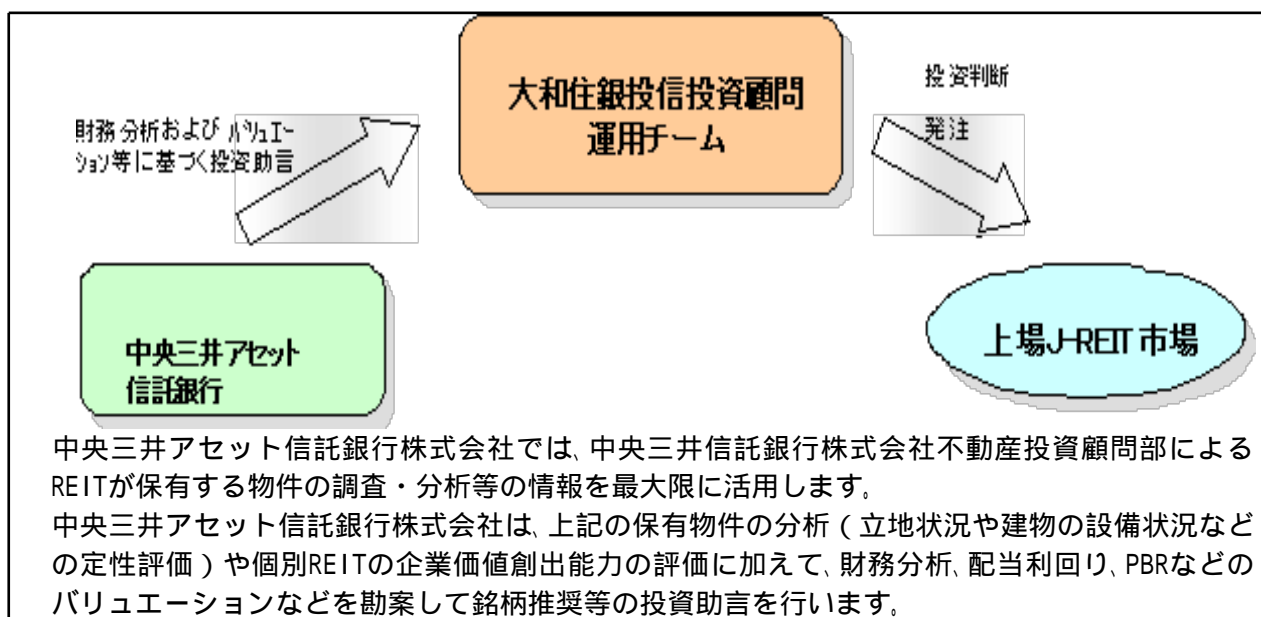 大和住銀投信投資顧問
運用チーム
投資判断
発注
財務分析および バリュエー
ション等に基づく投資助言
中央三井アセット
信託銀行
上場J-REIT市場
中央三井アセット信託銀行株式会社では、中央三井信託銀行株式会社不動産投資顧問部による
REITが保有する物件の調査・分析等の情報を最大限に活用します。
中央三井アセット信託銀行株式会社は、上記の保有物件の分析（立地状況や建物の設備状況など
の定性評価）や個別REITの企業価値創出能力の評価に加えて、財務分析、配当利回り、PBRなどの
バリュエーションなどを勘案して銘柄推奨等の投資助言を行います。